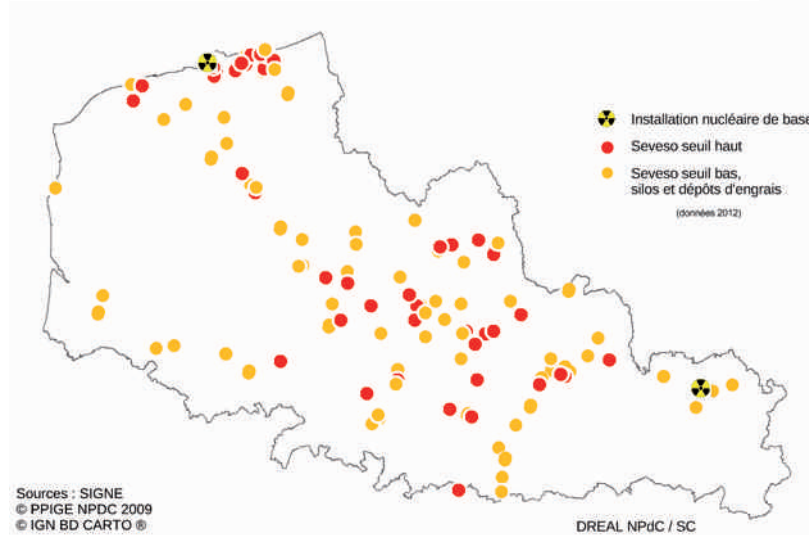 Installation nucléaire de base
Seveso seuil haut
Seveso seuil bas,
silos et dépôts d'engrais
(données 2012)
Sources : SIGNE
© PPIGE NPDC 2009
© IGN BD CARTO ®
DREAL NPdC / SC